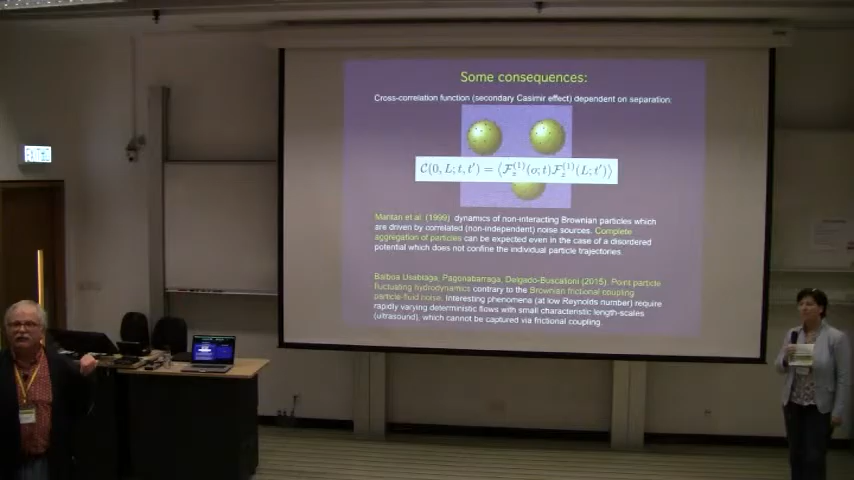 Some consequences:
Cross-correlation function (secondary Casimir effect) dependent on separation:
C(0, L; t, t′) = ⟨F_z^(1)(o; t)F_z^(1)(L; t′)⟩
Maritan et al. (1999) dynamics of non-interacting Brownian particles which
are driven by correlated (non-independent) noise sources. Complete
aggregation of particles can be expected even in the case of a disordered
potential which does not confine the individual particle trajectories.
Balboa Usabiaga, Pagonabarraga, Delgado-Buscalioni (2015). Point particle
fluctuating hydrodynamics contrary to the Brownian frictional coupling
particle-fluid noise. Interesting phenomena (at low Reynolds number) require
rapidly varying deterministic flows with small characteristic length-scales
(ultrasound), which cannot be captured via frictional coupling.